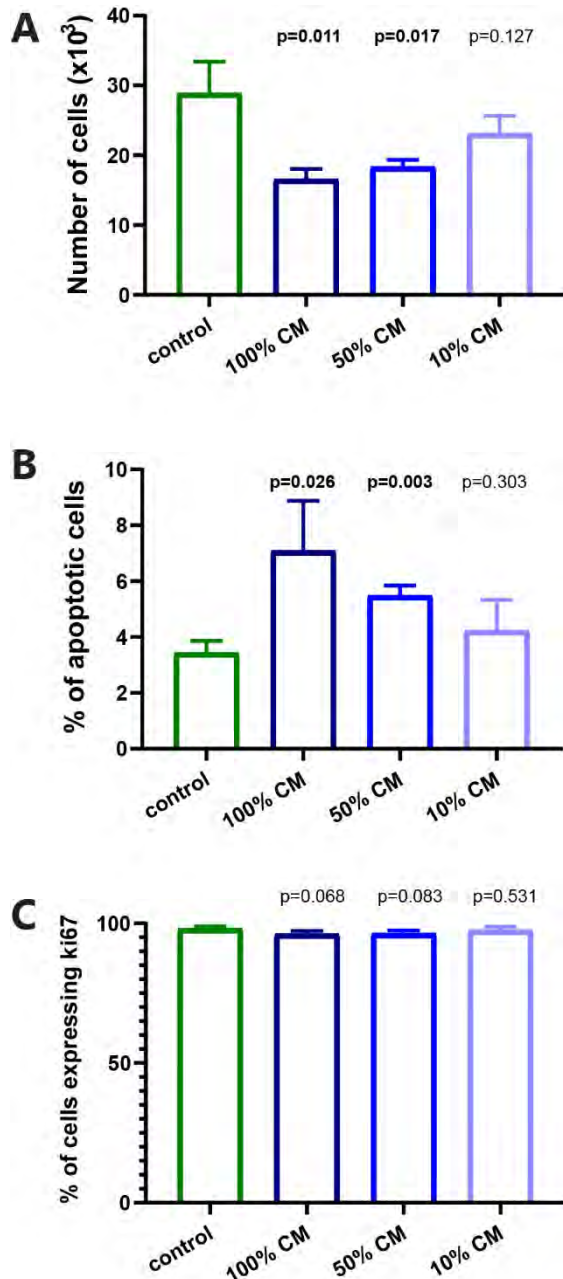 A
p=0.011 p=0.017 p=0.127
Number of cells (x10³)
40
30
20
10
0
control
100% CM
50% CM
10% CM
B
p=0.026 p=0.003 p=0.303
% of apoptotic cells
10
8
6
4
2
0
control
100% CM
50% CM
10% CM
C
p=0.068 p=0.083 p=0.531
% of cells expressing ki67
100
50
0
control
100% CM
50% CM
10% CM